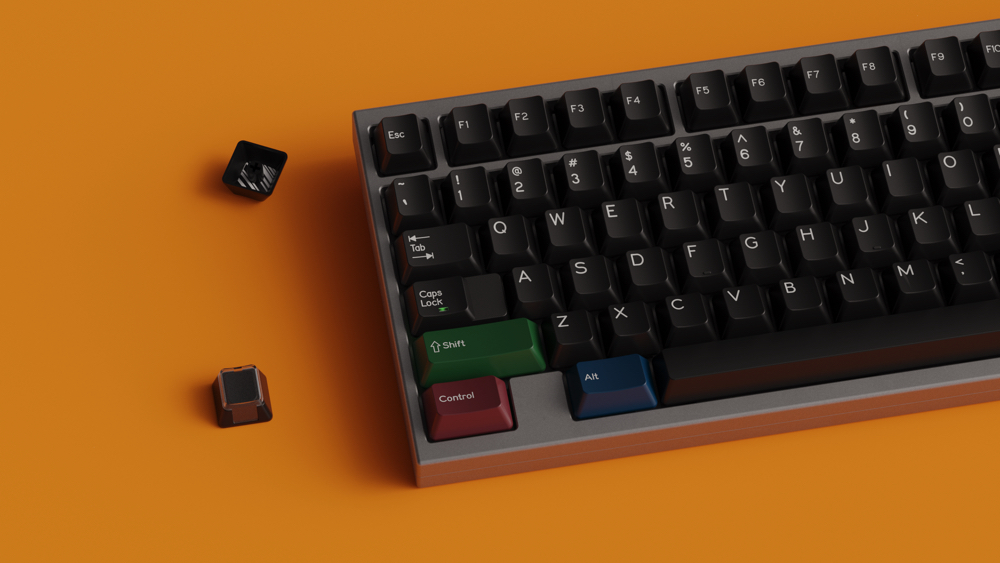 Esc F1 F2 F3 F4 F5 F6 F7 F8 F9 F10
~ ! @ # $ % ^ & * ( )
` 1 2 3 4 5 6 7 8 9 0
Tab Q W E R T Y U I O
Caps
Lock A S D F G H J K L
Shift Z X C V B N M < ,
Control Alt